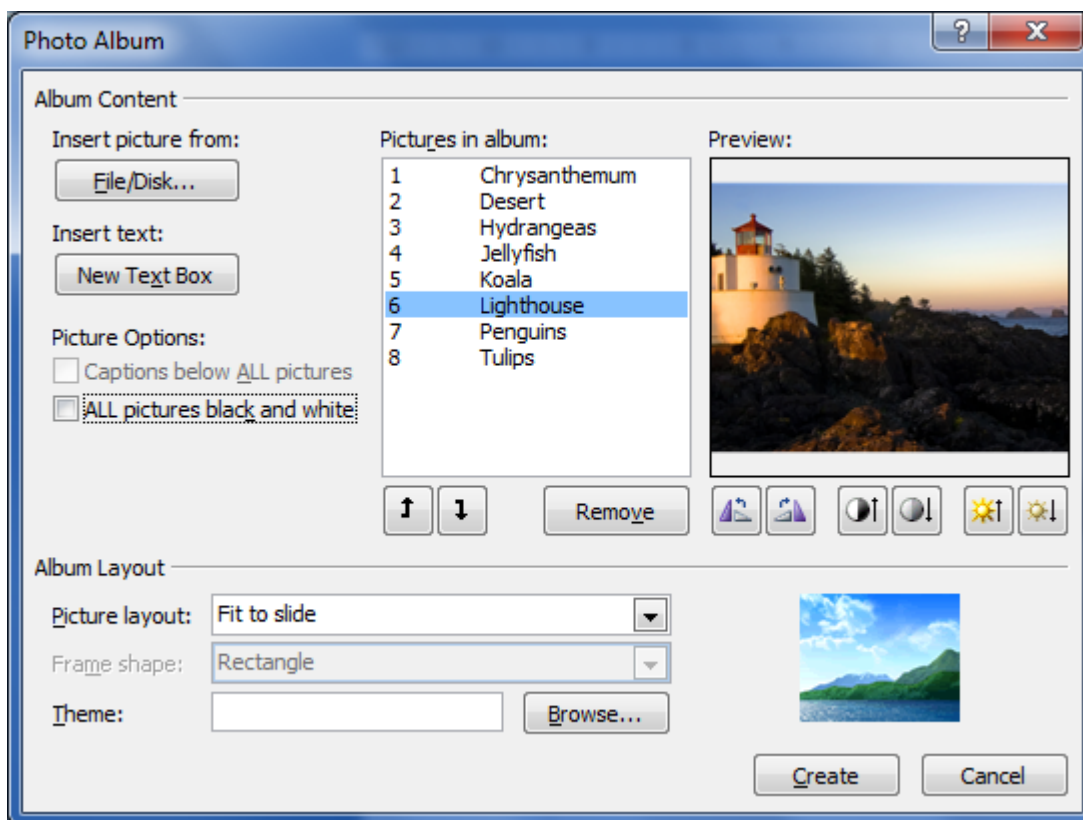 Photo Album
Album Content
Insert picture from:
File/Disk...
Insert text:
New Text Box
Picture Options:
Captions below ALL pictures
ALL pictures black and white
Pictures in album:
1 Chrysanthemum
2 Desert
3 Hydrangeas
4 Jellyfish
5 Koala
6 Lighthouse
7 Penguins
8 Tulips
Remove
Preview:
Album Layout
Picture layout: Fit to slide
Frame shape: Rectangle
Theme: Browse...
Create Cancel